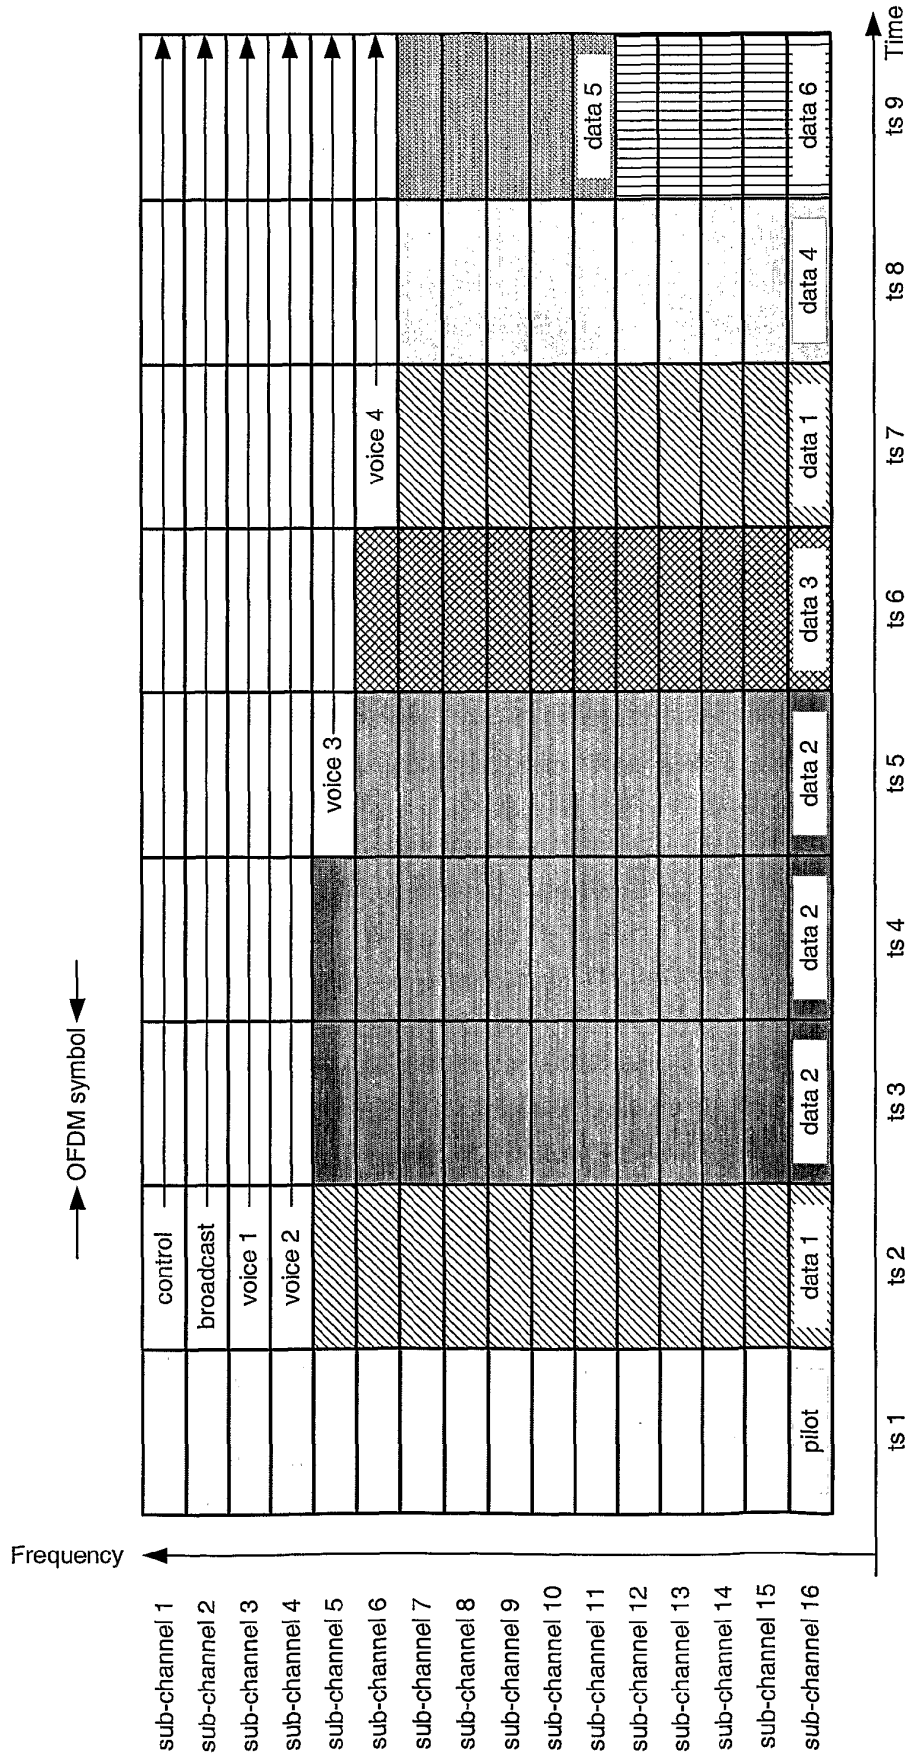 Frequency
OFDM symbol
sub-channel 1
control
sub-channel 2
broadcast
sub-channel 3
voice 1
sub-channel 4
voice 2
sub-channel 5
voice 3
sub-channel 6
voice 4
sub-channel 7
sub-channel 8
sub-channel 9
sub-channel 10
sub-channel 11
data 5
sub-channel 12
sub-channel 13
sub-channel 14
sub-channel 15
sub-channel 16
pilot
data 1
data 2
data 2
data 2
data 3
data 1
data 4
data 6
ts 1
ts 2
ts 3
ts 4
ts 5
ts 6
ts 7
ts 8
ts 9
Time